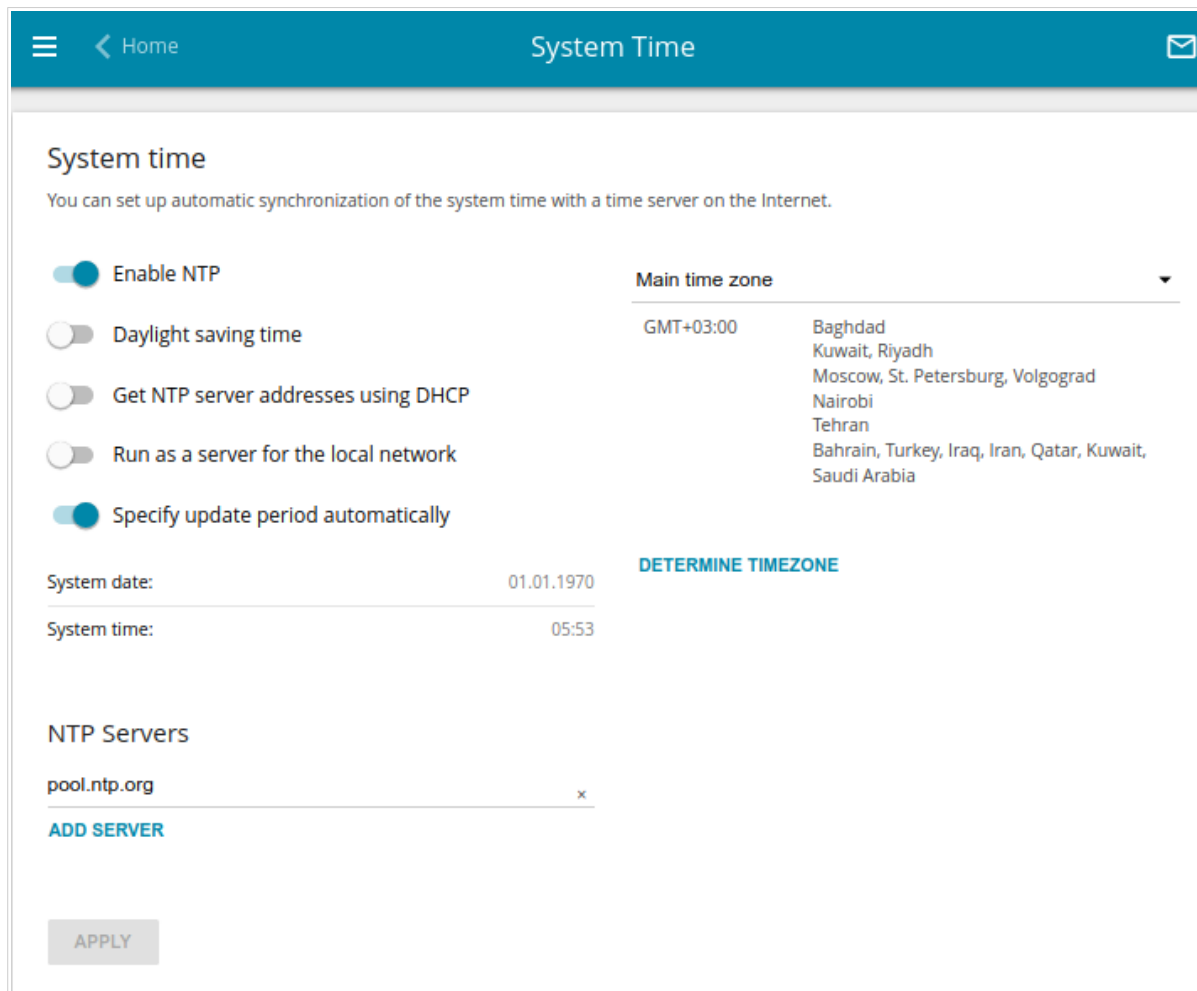 Home
System Time
System time
You can set up automatic synchronization of the system time with a time server on the Internet.
Enable NTP
Daylight saving time
Get NTP server addresses using DHCP
Run as a server for the local network
Specify update period automatically
System date: 01.01.1970
System time: 05:53
NTP Servers
pool.ntp.org ×
ADD SERVER
APPLY
Main time zone
GMT+03:00 Baghdad
Kuwait, Riyadh
Moscow, St. Petersburg, Volgograd
Nairobi
Tehran
Bahrain, Turkey, Iraq, Iran, Qatar, Kuwait,
Saudi Arabia
DETERMINE TIMEZONE